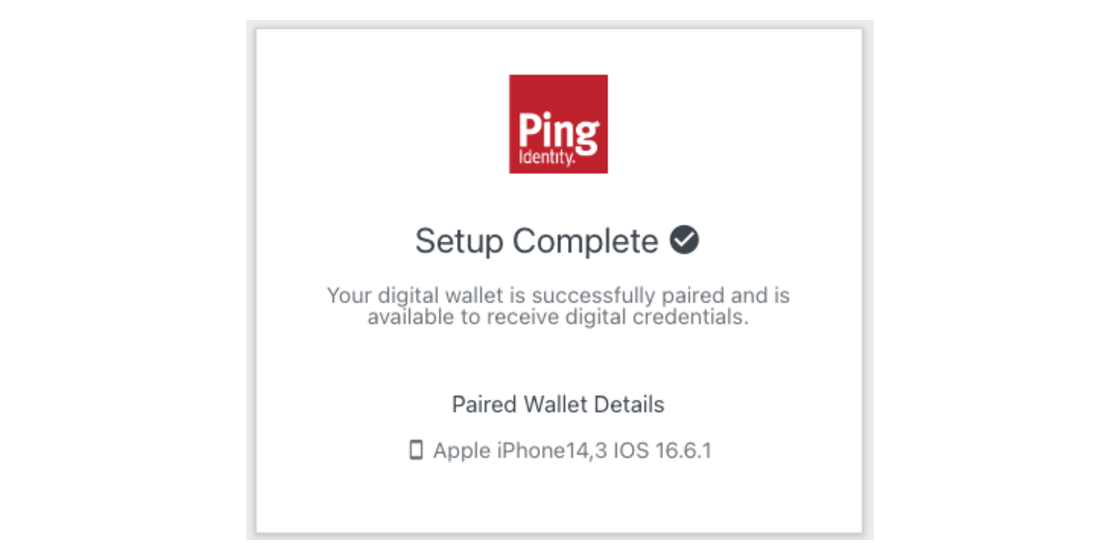 Ping
Identity.
Setup Complete
Your digital wallet is successfully paired and is
available to receive digital credentials.
Paired Wallet Details
Apple iPhone14,3 IOS 16.6.1